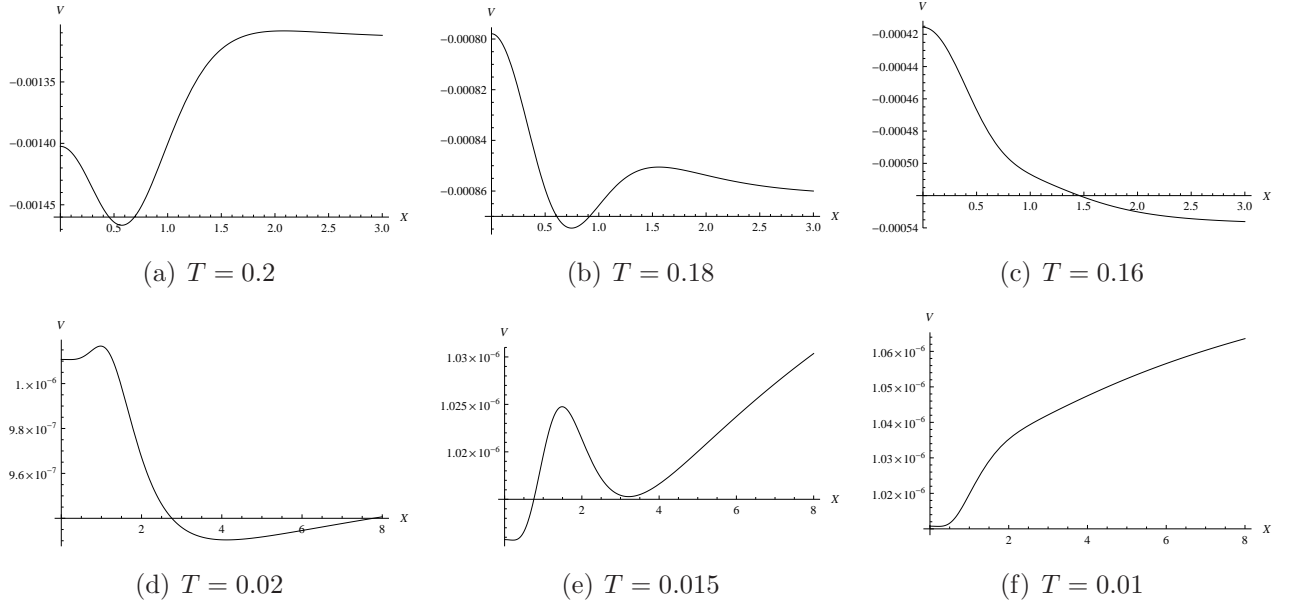 V
−0.00135
−0.00140
−0.00145
0.5 1.0 1.5 2.0 2.5 3.0
X
(a) T = 0.2
V
−0.00080
−0.00082
−0.00084
−0.00086
0.5 1.0 1.5 2.0 2.5 3.0
X
(b) T = 0.18
V
−0.00042
−0.00044
−0.00046
−0.00048
−0.00050
−0.00054
0.5 1.0 1.5 2.0 2.5 3.0
X
(c) T = 0.16
V
1.×10⁻⁶
9.8×10⁻⁷
9.6×10⁻⁷
2 4 6 8
X
(d) T = 0.02
V
1.03×10⁻⁶
1.025×10⁻⁶
1.02×10⁻⁶
2 4 6 8
X
(e) T = 0.015
V
1.06×10⁻⁶
1.05×10⁻⁶
1.04×10⁻⁶
1.03×10⁻⁶
1.02×10⁻⁶
2 4 6 8
X
(f) T = 0.01